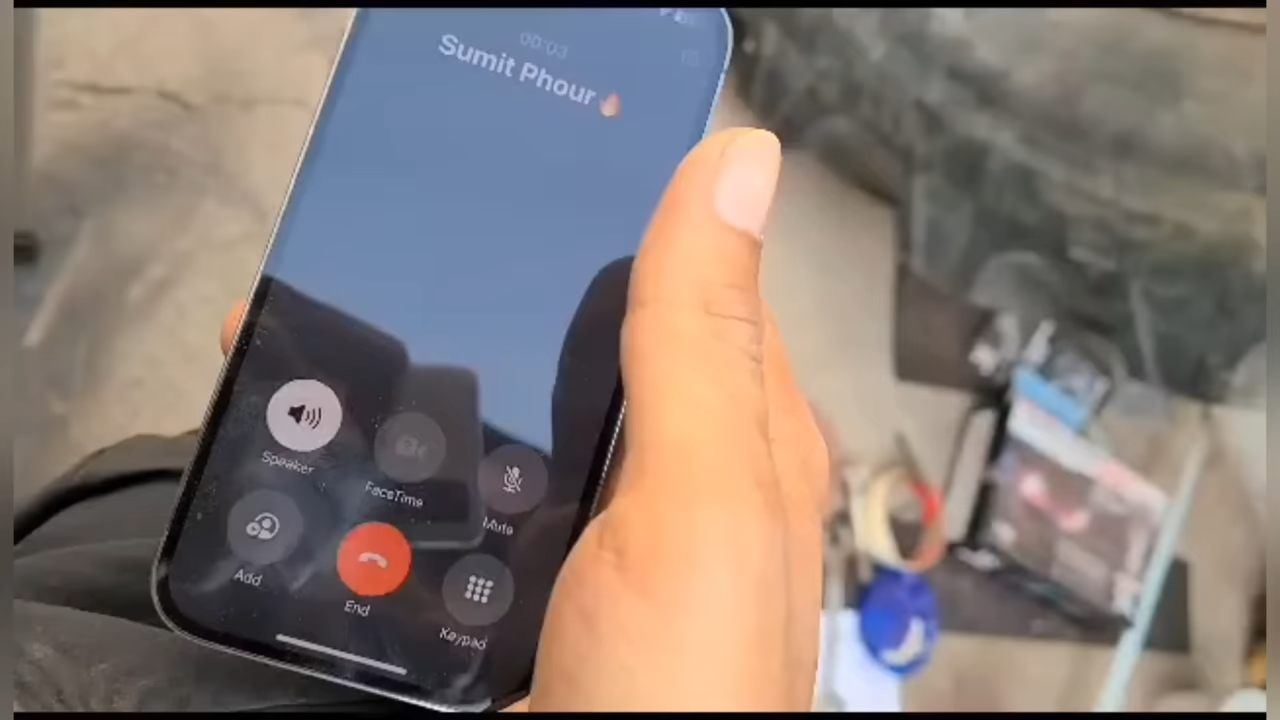 00:03
Sumit Phour🔥
Speaker
FaceTime
Mute
Add
End
Keypad